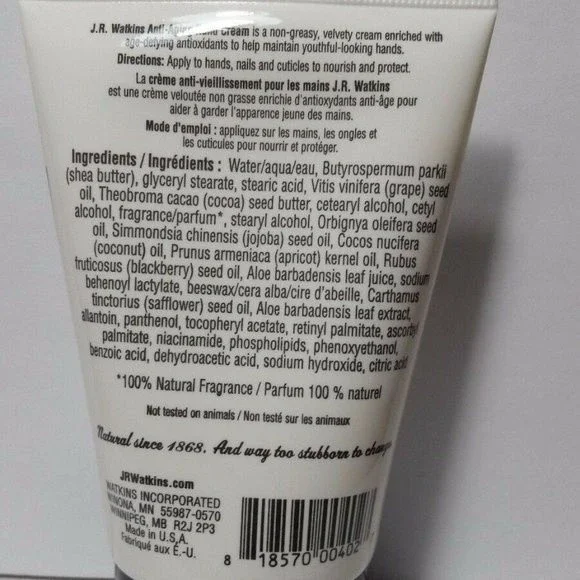 J.R. Watkins Anti-Aging Hand Cream is a non-greasy, velvety cream enriched with
age-defying antioxidants to help maintain youthful-looking hands.
Directions: Apply to hands, nails and cuticles to nourish and protect.
La crème anti-vieillissement pour les mains J.R. Watkins
est une crème veloutée non grasse enrichie d'antioxydants anti-âge pour
aider à garder l'apparence jeune des mains.
Mode d'emploi : appliquez sur les mains, les ongles et
les cuticules pour nourrir et protéger.
Ingredients / Ingrédients : Water/aqua/eau, Butyrospermum parkii
(shea butter), glyceryl stearate, stearic acid, Vitis vinifera (grape) seed
oil, Theobroma cacao (cocoa) seed butter, cetearyl alcohol, cetyl
alcohol, fragrance/parfum*, stearyl alcohol, Orbignya oleifera seed
oil, Simmondsia chinensis (jojoba) seed oil, Cocos nucifera
(coconut) oil, Prunus armeniaca (apricot) kernel oil, Rubus
fruticosus (blackberry) seed oil, Aloe barbadensis leaf juice, sodium
behenoyl lactylate, beeswax/cera alba/cire d'abeille, Carthamus
tinctorius (safflower) seed oil, Aloe barbadensis leaf extract,
allantoin, panthenol, tocopheryl acetate, retinyl palmitate, ascorbyl
palmitate, niacinamide, phospholipids, phenoxyethanol,
benzoic acid, dehydroacetic acid, sodium hydroxide, citric acid
*100% Natural Fragrance / Parfum 100 % naturel
Not tested on animals / Non testé sur les animaux
Natural since 1868. And way too stubborn to change.
JRWatkins.com
WATKINS INCORPORATED
WINONA, MN 55987-0570
WINNIPEG, MB R2J 2P3
Made in U.S.A.
Fabriqué aux É.-U.
8 18570 00402